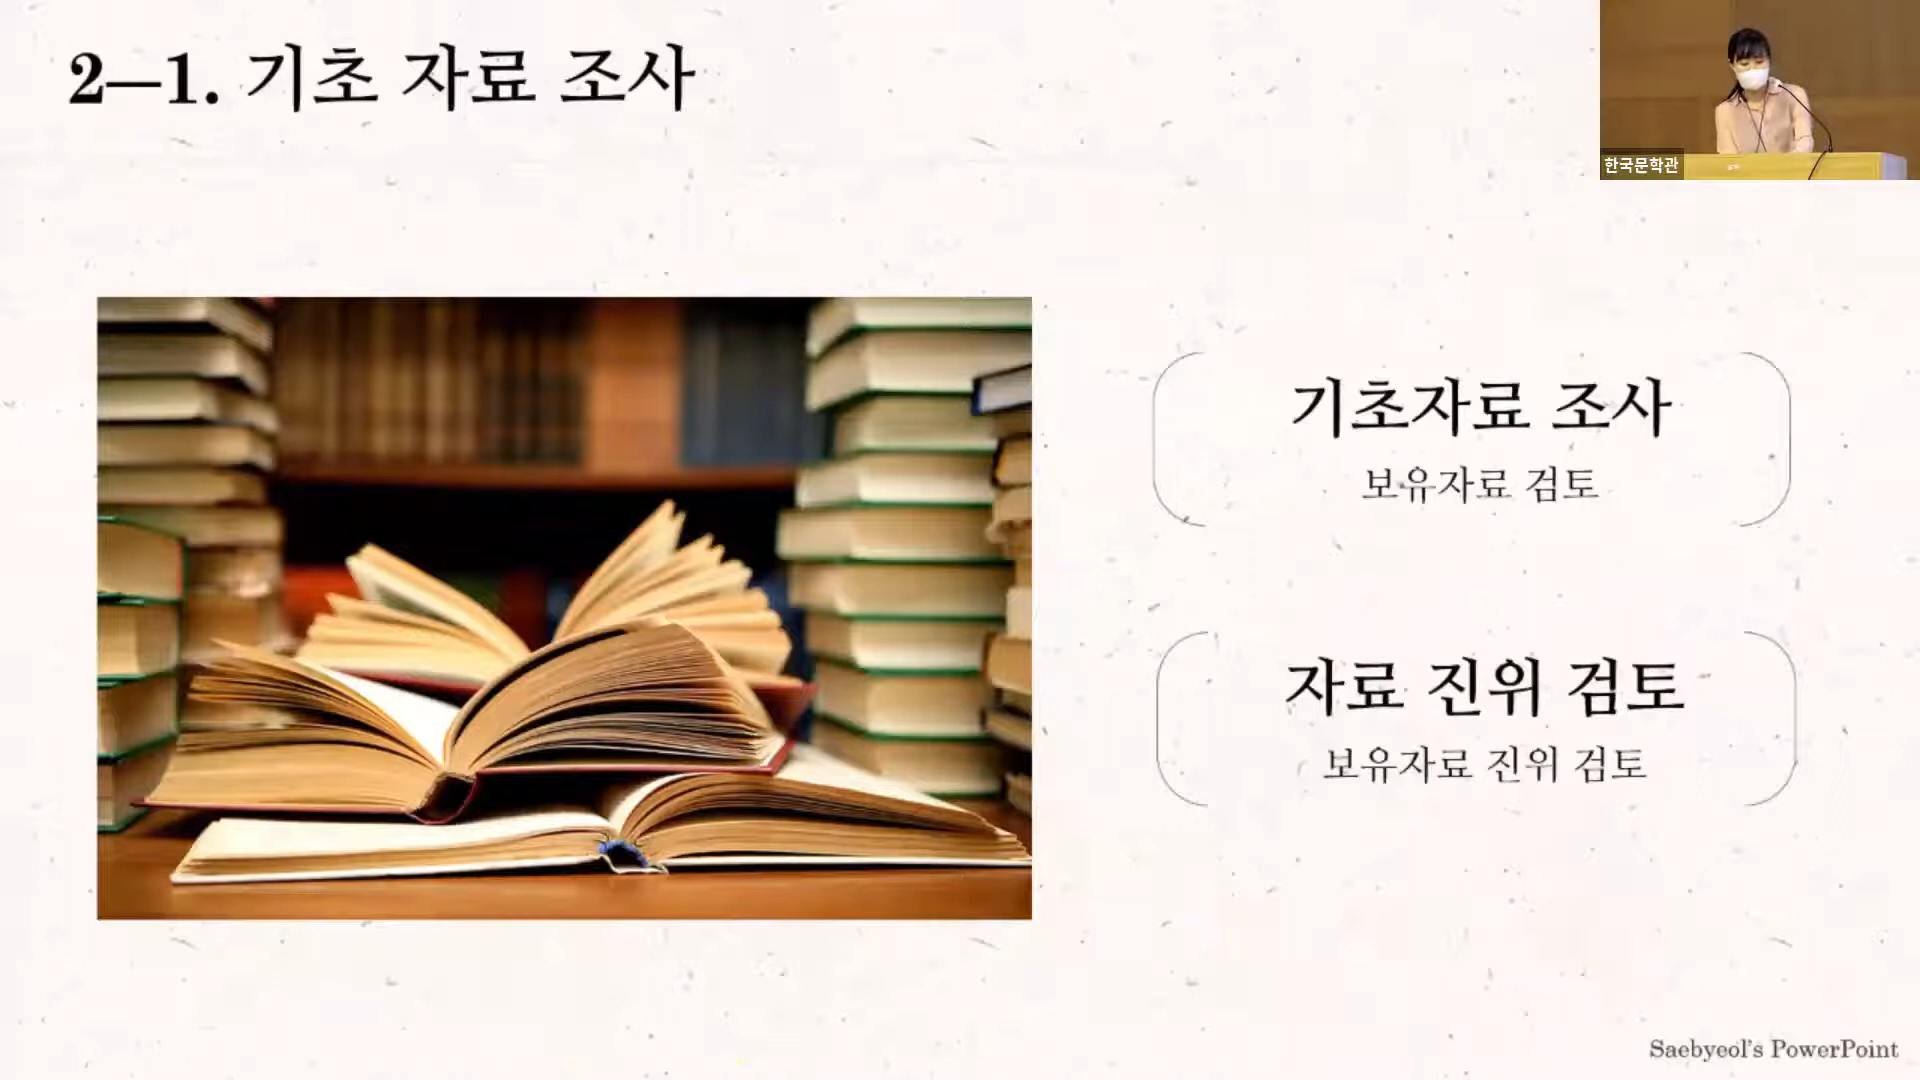 2—1. 기초 자료 조사
한국문학관
기초자료 조사
보유자료 검토
자료 진위 검토
보유자료 진위 검토
Saebyeol's PowerPoint